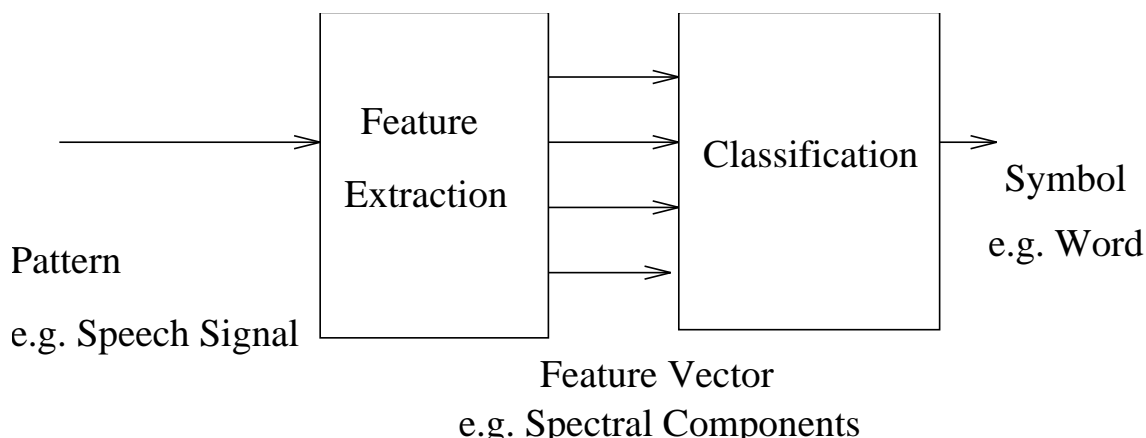 Feature
Extraction
Classification
Symbol
e.g. Word
Pattern
e.g. Speech Signal
Feature Vector
e.g. Spectral Components